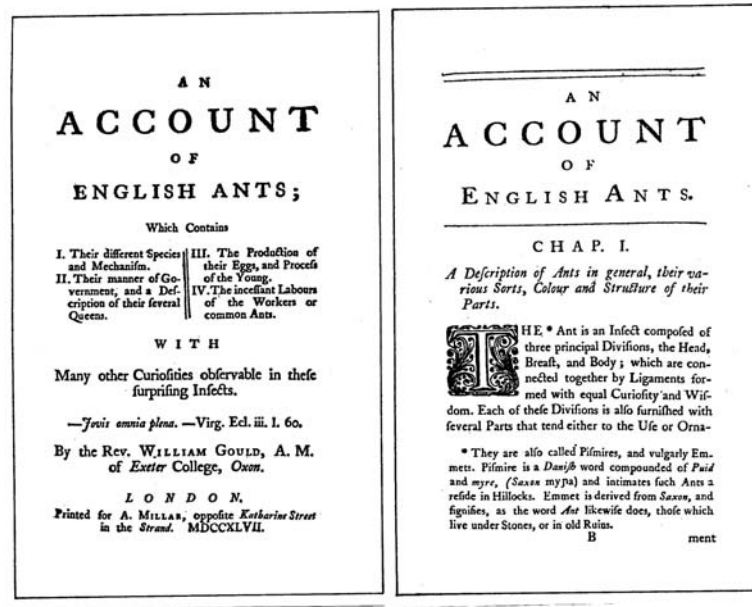 AN
ACCOUNT
OF
ENGLISH ANTS;
Which Contains
I. Their different Species
and Mechaniſm.
II. Their manner of Go-
vernment, and a Deſ-
cription of their ſeveral
Queens.
III. The Production of
their Eggs, and Proceſs
of the Young.
IV. The inceſſant Labours
of the Workers or
common Ants.
WITH
Many other Curioſities obſervable in theſe
ſurpriſing Inſects.
—Jovis omnia plena. —Virg. Ecl. iii. l. 60.
By the Rev. WILLIAM GOULD, A. M.
of Exeter College, Oxon.
LONDON.
Printed for A. MILLAR, oppoſite Katharine Street
in the Strand. MDCCXLVII.
AN
ACCOUNT
OF
ENGLISH ANTS.
CHAP. I.
A Deſcription of Ants in general, their va-
rious Sorts, Colour and Structure of their
Parts.
THE * Ant is an Inſect compoſed of
three principal Diviſions, the Head,
Breaſt, and Body; which are con-
nected together by Ligaments for-
med with equal Curioſity and Wiſ-
dom. Each of theſe Diviſions is alſo furniſhed with
ſeveral Parts that tend either to the Uſe or Orna-
* They are alſo called Piſmires, and vulgarly Em-
mets. Piſmire is a Daniſh word compounded of Puid
and myre, (Saxon myꞃa) and intimates ſuch Ants a
reſide in Hillocks. Emmet is derived from Saxon, and
ſignifies, as the word Ant likewiſe does, thoſe which
live under Stones, or in old Ruins.
B ment